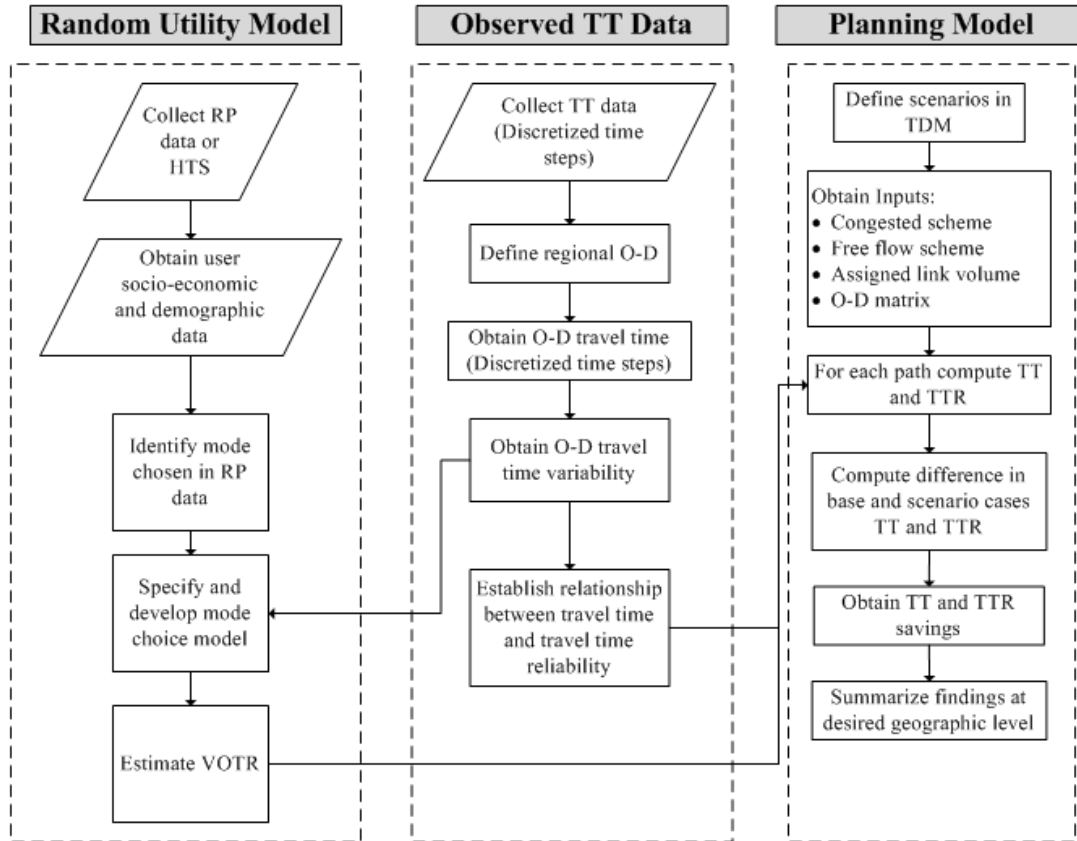 Random Utility Model
Collect RP
data or
HTS
Obtain user
socio-economic
and demographic
data
Identify mode
chosen in RP
data
Specify and
develop mode
choice model
Estimate VOTR
Observed TT Data
Collect TT data
(Discretized time
steps)
Define regional O-D
Obtain O-D travel time
(Discretized time steps)
Obtain O-D travel
time variability
Establish relationship
between travel time
and travel time
reliability
Planning Model
Define scenarios in
TDM
Obtain Inputs:
• Congested scheme
• Free flow scheme
• Assigned link volume
• O-D matrix
For each path compute TT
and TTR
Compute difference in
base and scenario cases
TT and TTR
Obtain TT and TTR
savings
Summarize findings at
desired geographic level